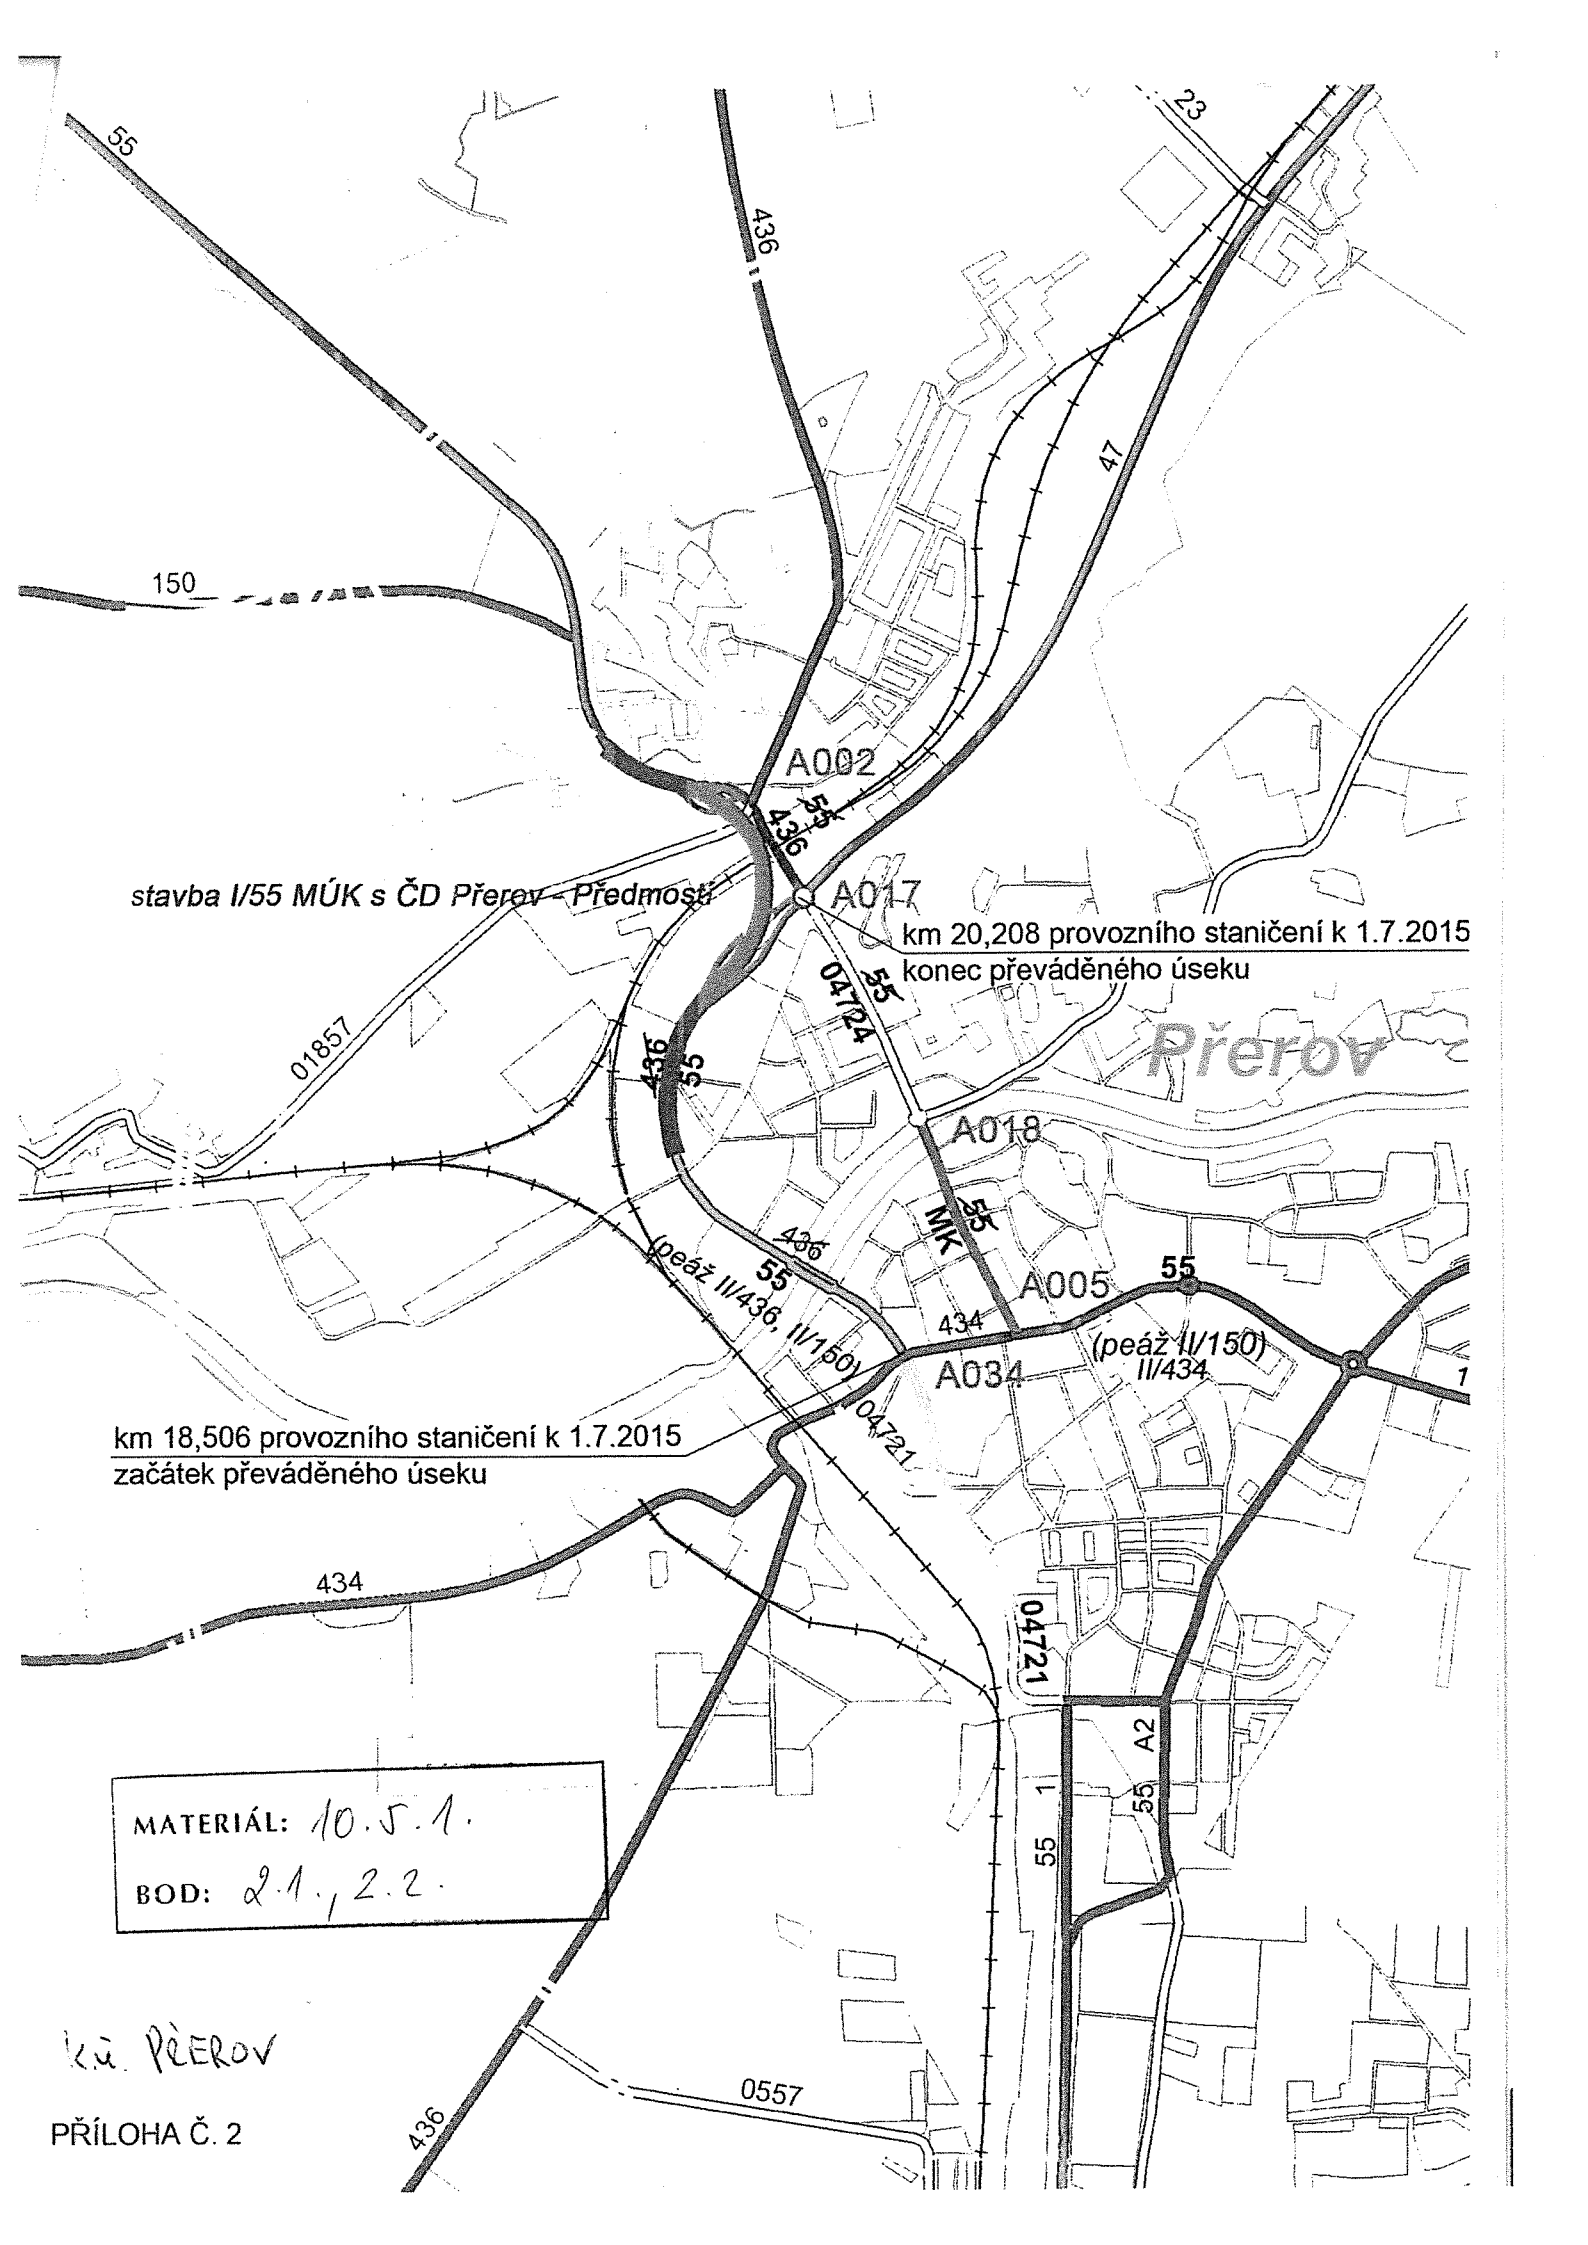 55
23
436
47
150
A002
55
436
stavba I/55 MÚK s ČD Přerov - Předmostí
A017
km 20,208 provozního staničení k 1.7.2015
konec převáděného úseku
55
04724
01857
Přerov
436
55
A018
55
MK
436
55
(peáž II/436, II/150)
A005
55
434
(peáž II/150)
II/434
A034
1
04721
km 18,506 provozního staničení k 1.7.2015
začátek převáděného úseku
434
04721
A2
55
1
55
MATERIÁL: 10.5.1.
BOD: 2.1., 2.2.
k.ú. PŘEROV
0557
PŘÍLOHA Č. 2
436